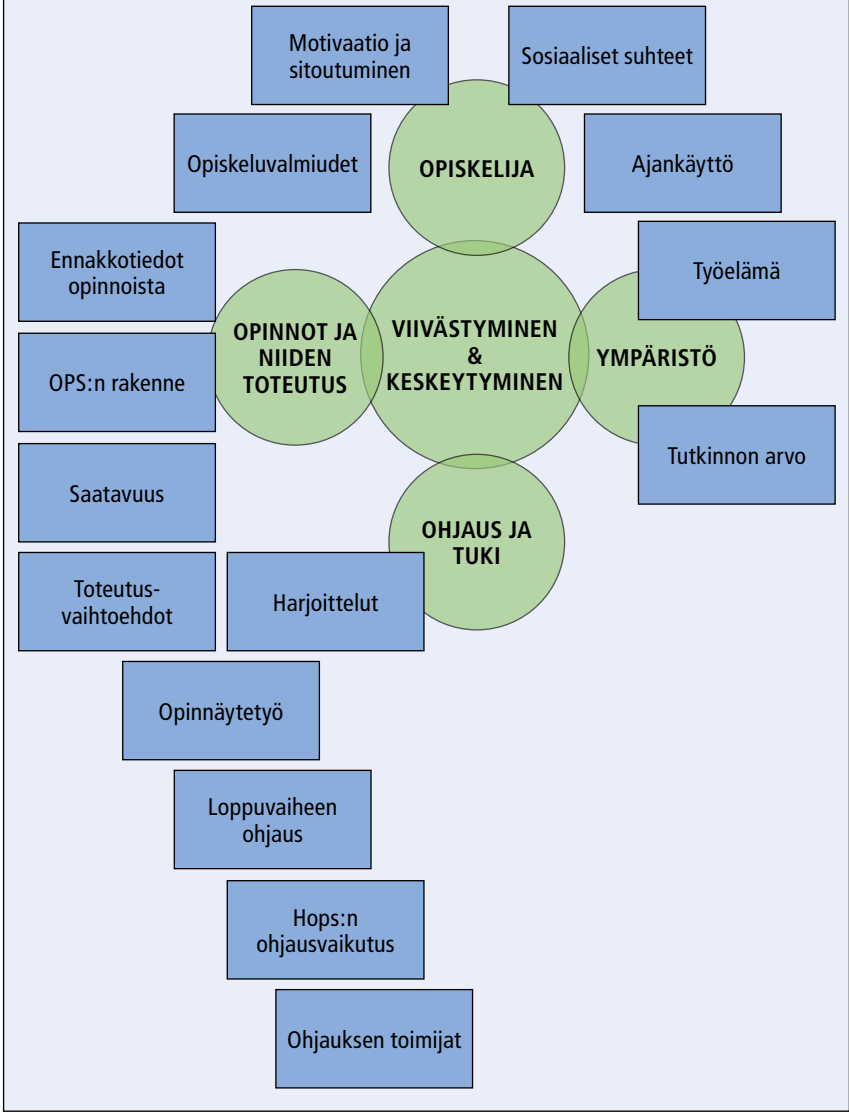 Motivaatio ja
sitoutuminen
Sosiaaliset suhteet
Opiskeluvalmiudet
OPISKELIJA
Ajankäyttö
Ennakkotiedot
opinnoista
Työelämä
OPINNOT JA
NIIDEN
TOTEUTUS
VIIVÄSTYMINEN
&
KESKEYTYMINEN
YMPÄRISTÖ
OPS:n rakenne
Tutkinnon arvo
Saatavuus
OHJAUS JA
TUKI
Toteutus-
vaihtoehdot
Harjoittelut
Opinnäytetyö
Loppuvaiheen
ohjaus
Hops:n
ohjausvaikutus
Ohjauksen toimijat